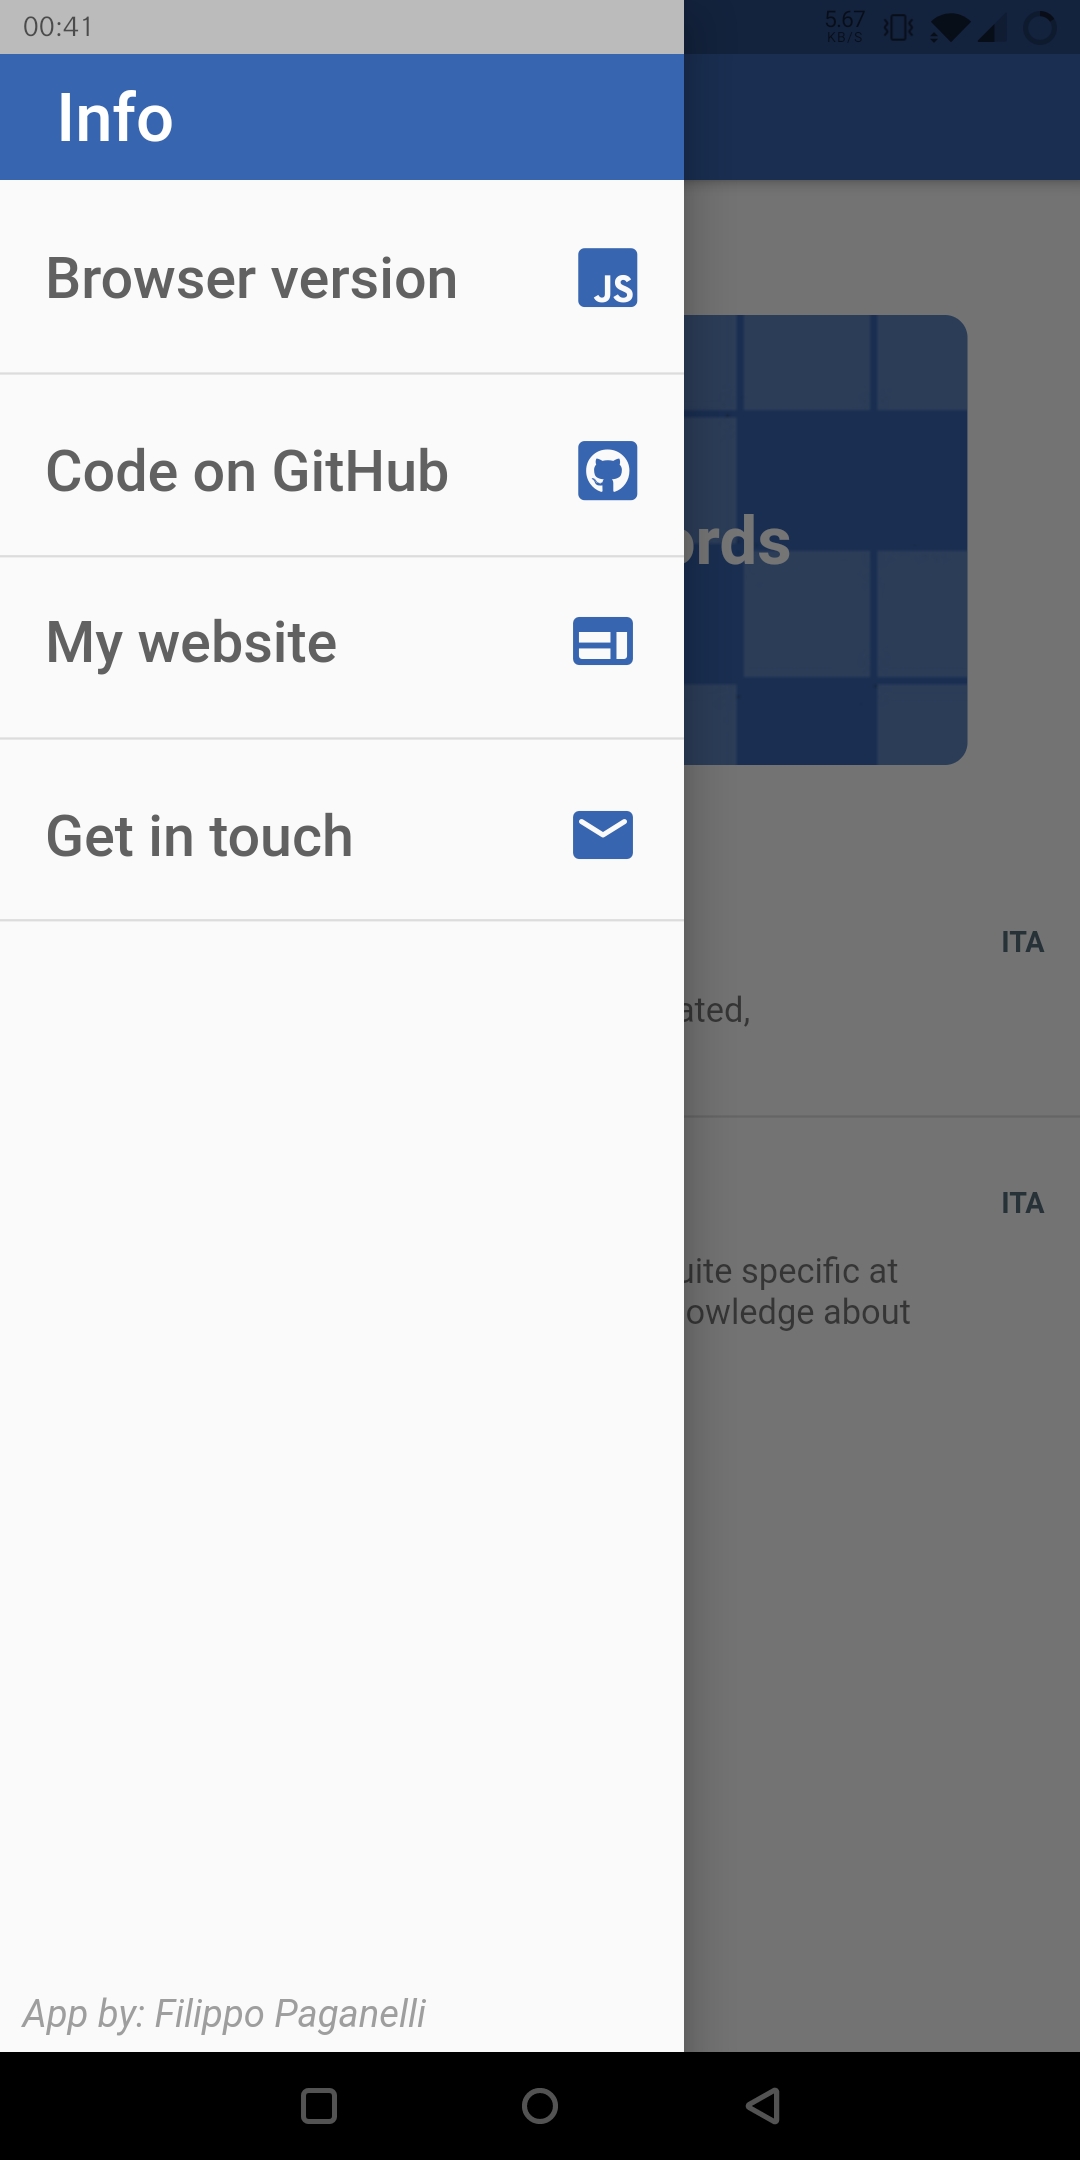 00:41
5.67
KB/S
Info
Browser version
JS
Code on GitHub
My website
Get in touch
ords
ITA
ated,
ITA
uite specific at
owledge about
App by: Filippo Paganelli